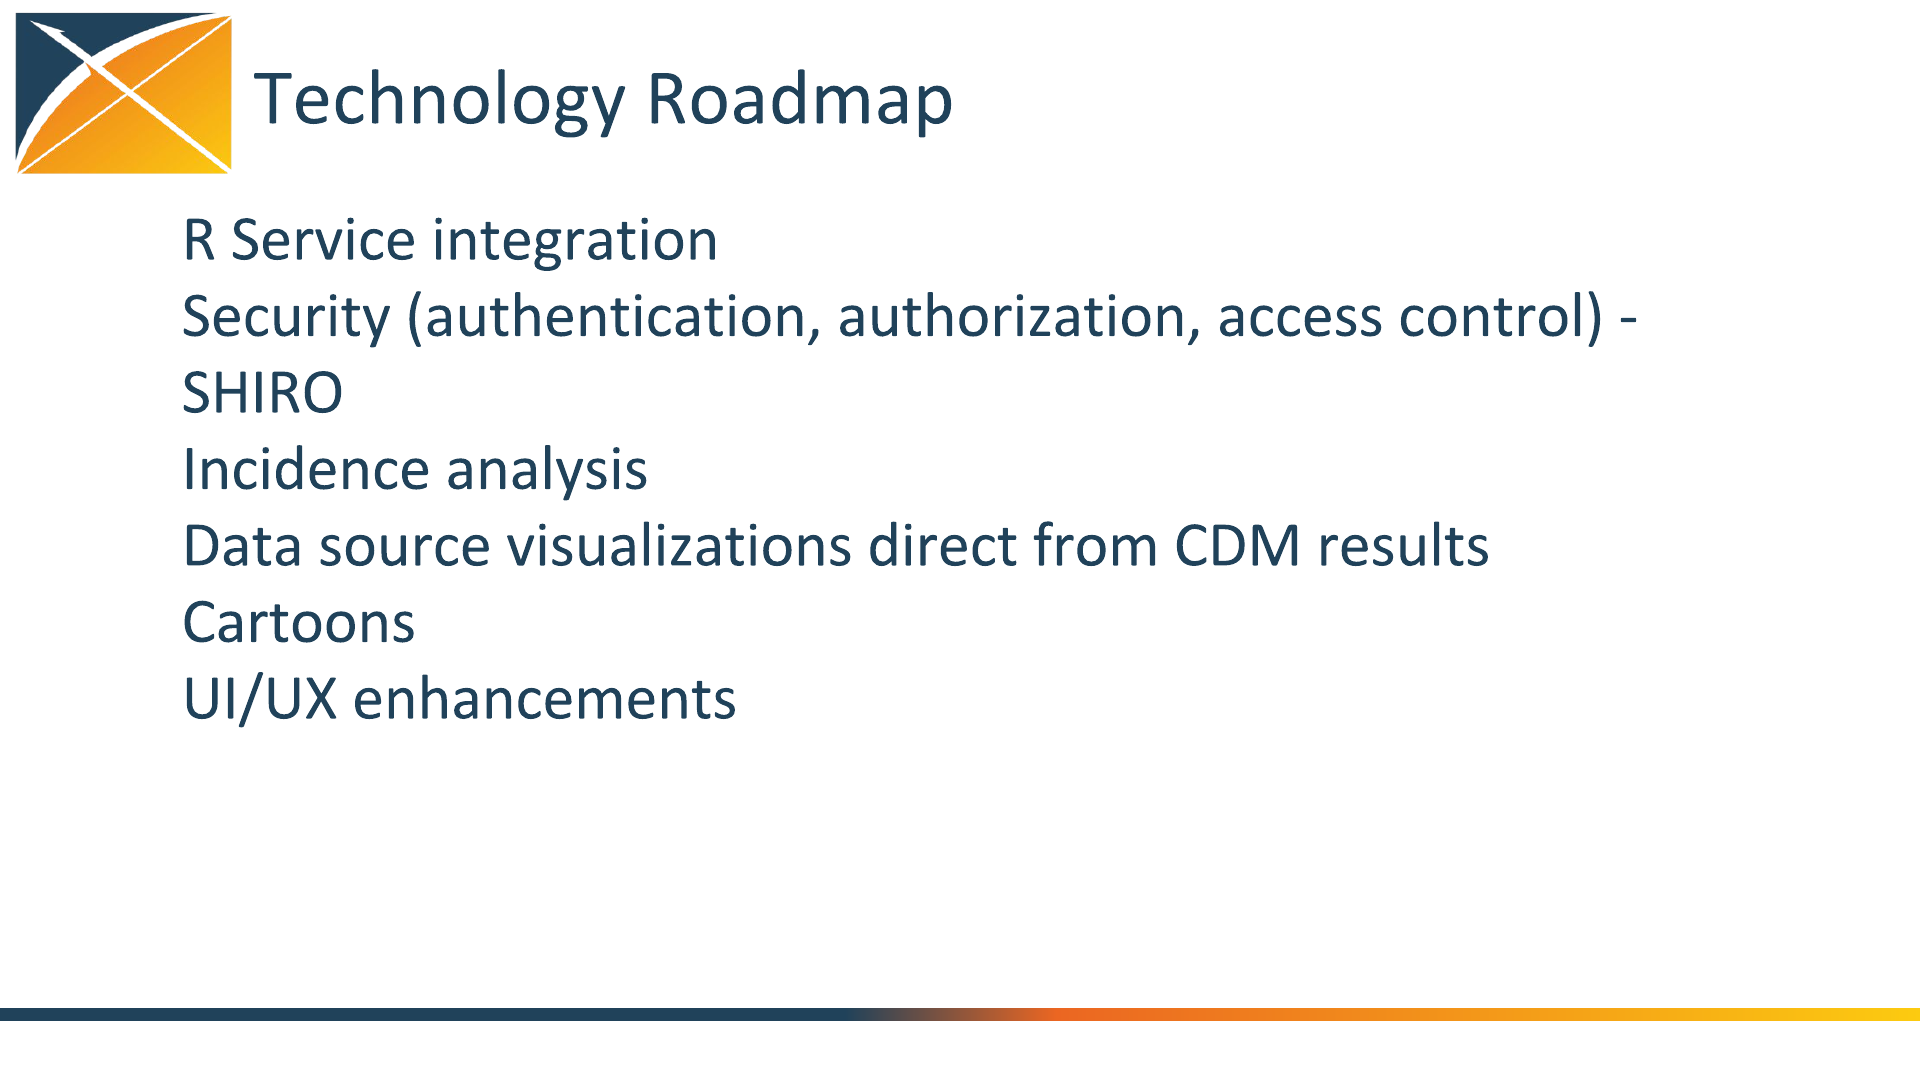 Technology Roadmap
R Service integration
Security (authentication, authorization, access control) -
SHIRO
Incidence analysis
Data source visualizations direct from CDM results
Cartoons
UI/UX enhancements